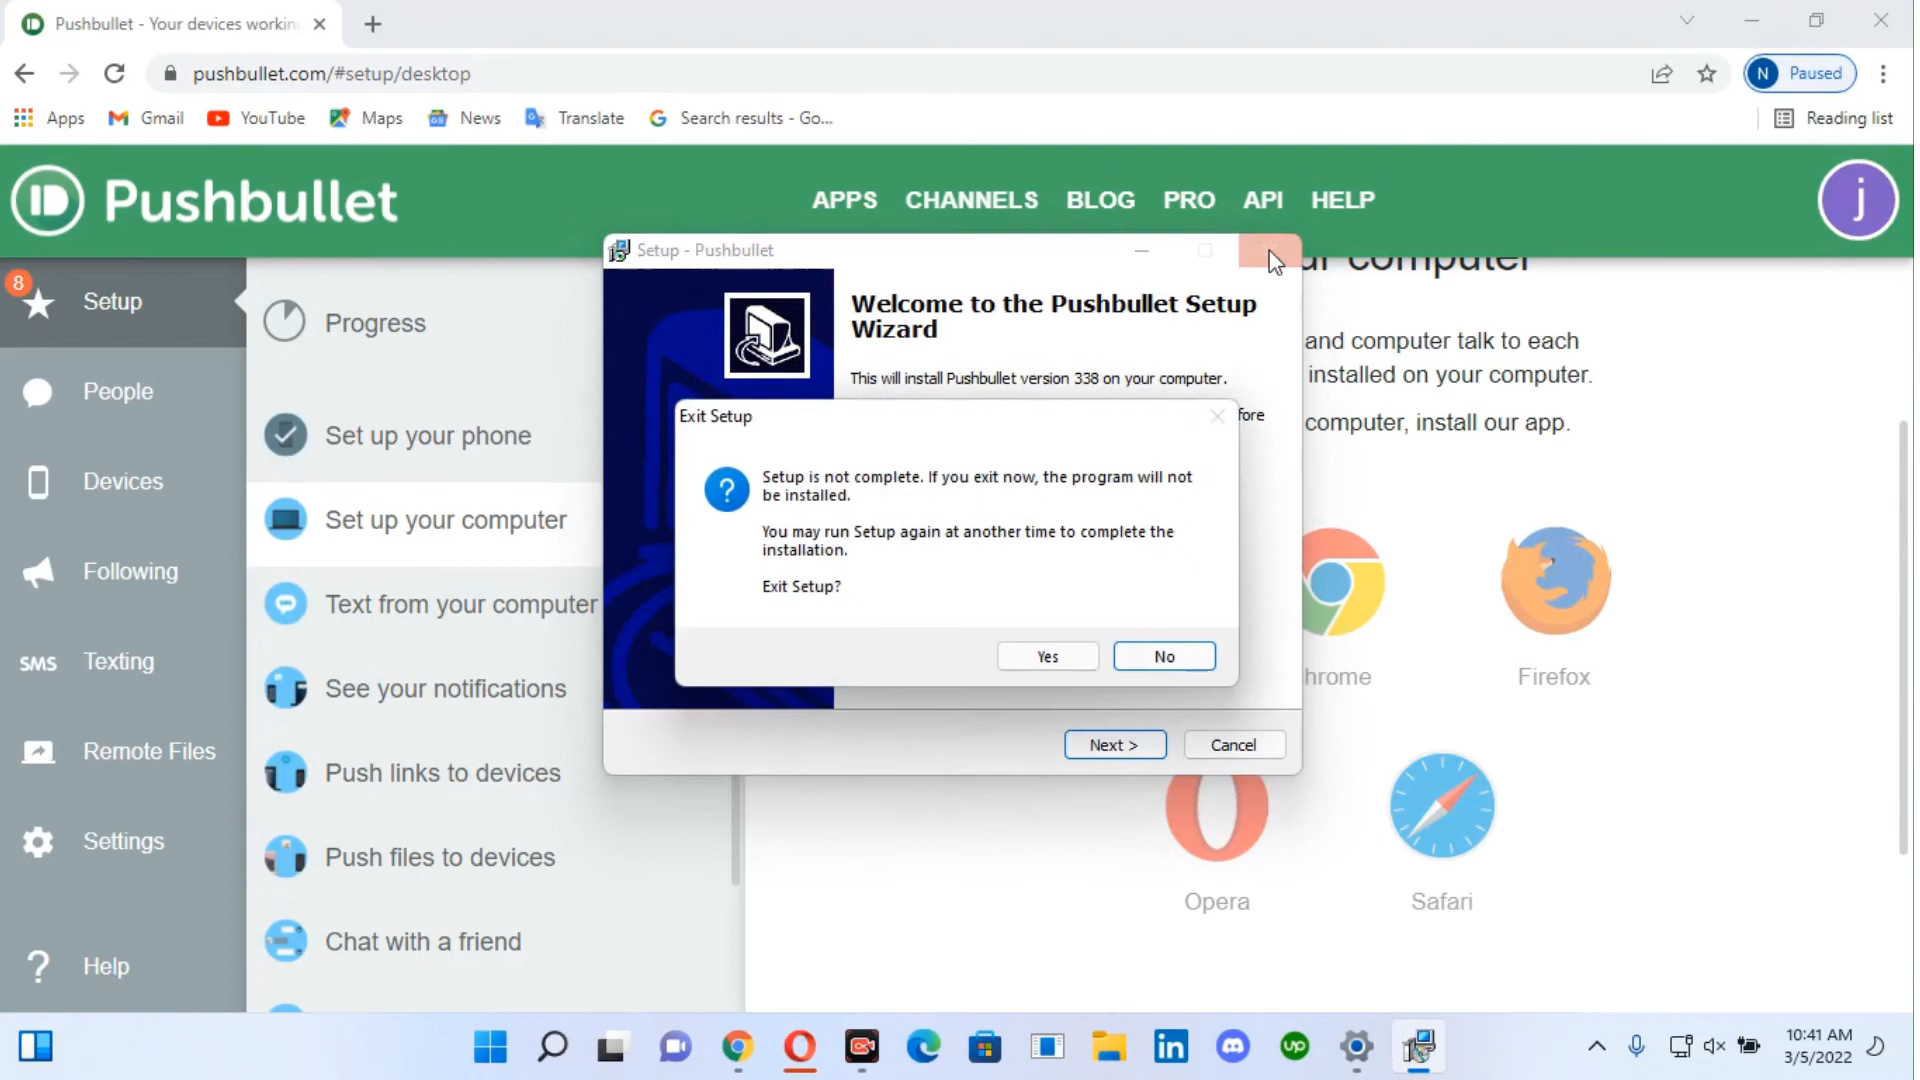 Pushbullet - Your devices workin
pushbullet.com/#setup/desktop
N Paused
Apps Gmail YouTube Maps News Translate Search results - Go... Reading list
Pushbullet APPS CHANNELS BLOG PRO API HELP j
8
Setup
People
Devices
Following
SMS Texting
Remote Files
Settings
? Help
Progress
Set up your phone
Set up your computer
Text from your computer
See your notifications
Push links to devices
Push files to devices
Chat with a friend
Setup - Pushbullet
Welcome to the Pushbullet Setup
Wizard
This will install Pushbullet version 338 on your computer.
fore
Exit Setup
?
Setup is not complete. If you exit now, the program will not
be installed.
You may run Setup again at another time to complete the
installation.
Exit Setup?
Yes No
Next > Cancel
ur computer
and computer talk to each
installed on your computer.
computer, install our app.
hrome Firefox
Opera Safari
in up
10:41 AM
3/5/2022